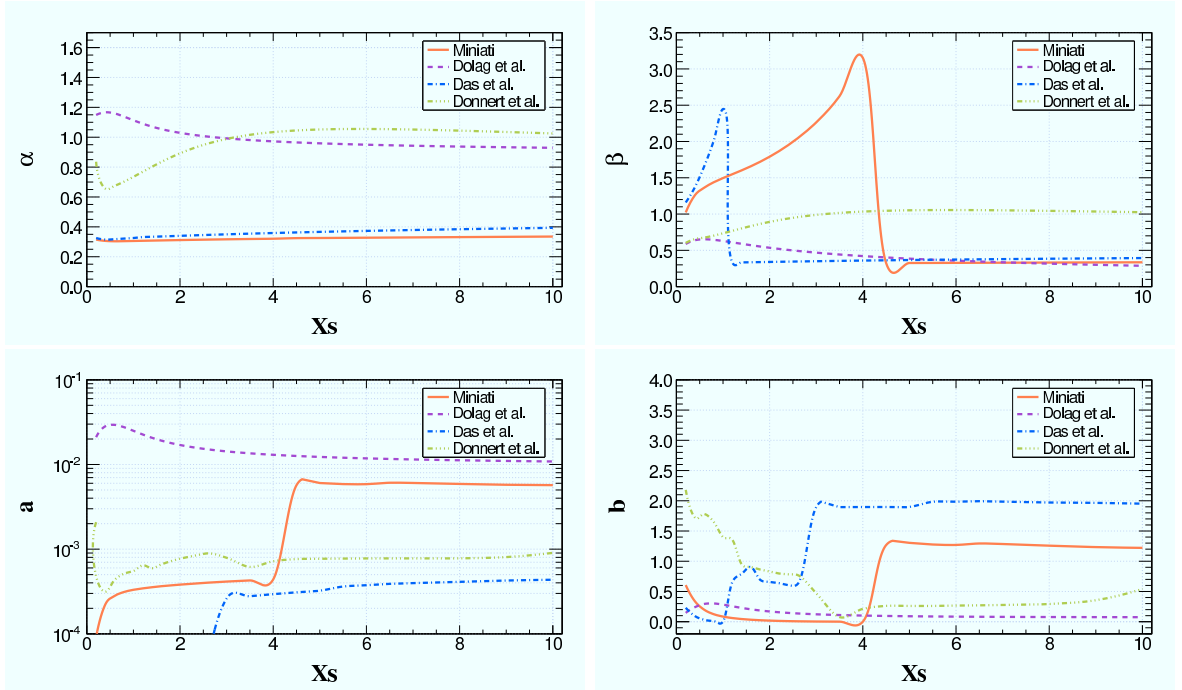 1.6
1.4
1.2
1.0
0.8
0.6
0.4
0.2
0.0
α
0 2 4 6 8 10
Xs
Miniati
Dolag et al.
Das et al.
Donnert et al.
3.5
3.0
2.5
2.0
1.5
1.0
0.5
0.0
β
0 2 4 6 8 10
Xs
Miniati
Dolag et al.
Das et al.
Donnert et al.
10⁻¹
10⁻²
10⁻³
10⁻⁴
a
0 2 4 6 8 10
Xs
Miniati
Dolag et al.
Das et al.
Donnert et al.
4.0
3.5
3.0
2.5
2.0
1.5
1.0
0.5
0.0
b
0 2 4 6 8 10
Xs
Miniati
Dolag et al.
Das et al.
Donnert et al.